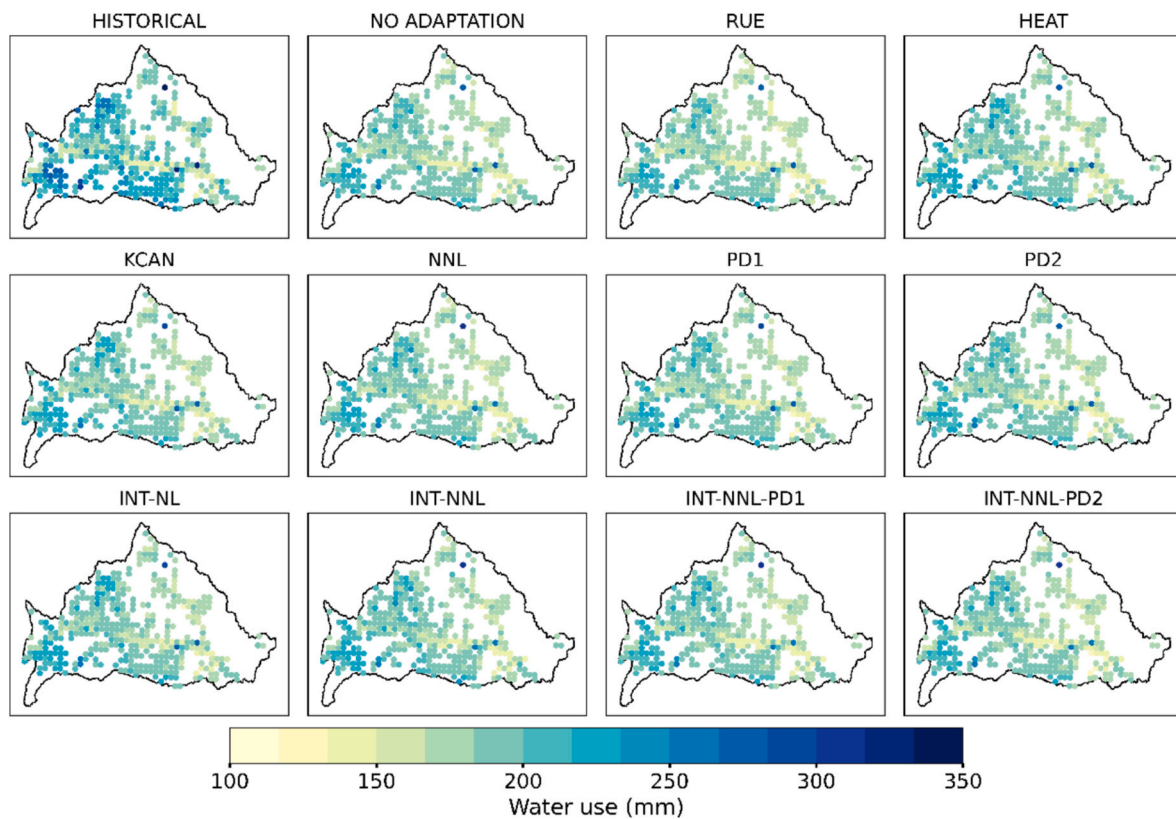 HISTORICAL NO ADAPTATION RUE HEAT
KCAN NNL PD1 PD2
INT-NL INT-NNL INT-NNL-PD1 INT-NNL-PD2
100 150 200 250 300 350
Water use (mm)